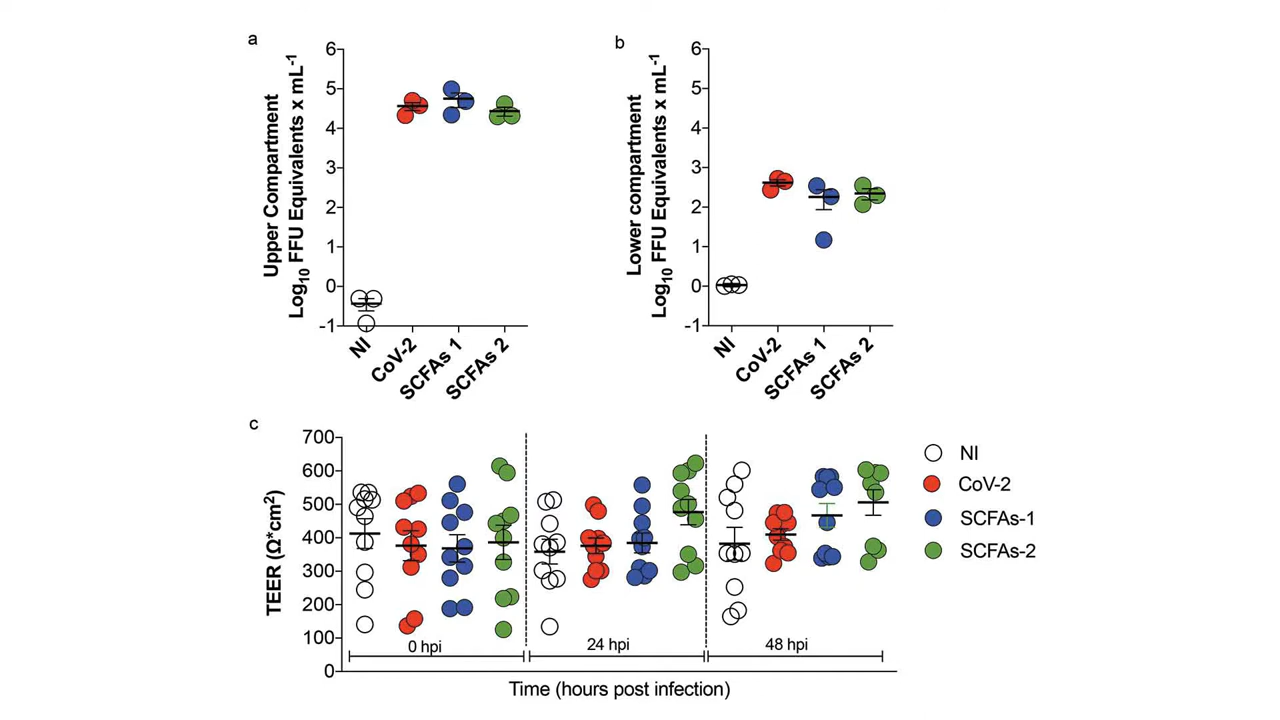 a
Upper Compartment
Log10 FFU Equivalents x mL-1
6
5
4
3
2
1
0
-1
NI
CoV-2
SCFAs 1
SCFAs 2
b
Lower compartment
Log10 FFU Equivalents x mL-1
6
5
4
3
2
1
0
-1
NI
CoV-2
SCFAs 1
SCFAs 2
c
TEER (Ω*cm2)
700
600
500
400
300
200
100
0
0 hpi
24 hpi
48 hpi
Time (hours post infection)
NI
CoV-2
SCFAs-1
SCFAs-2